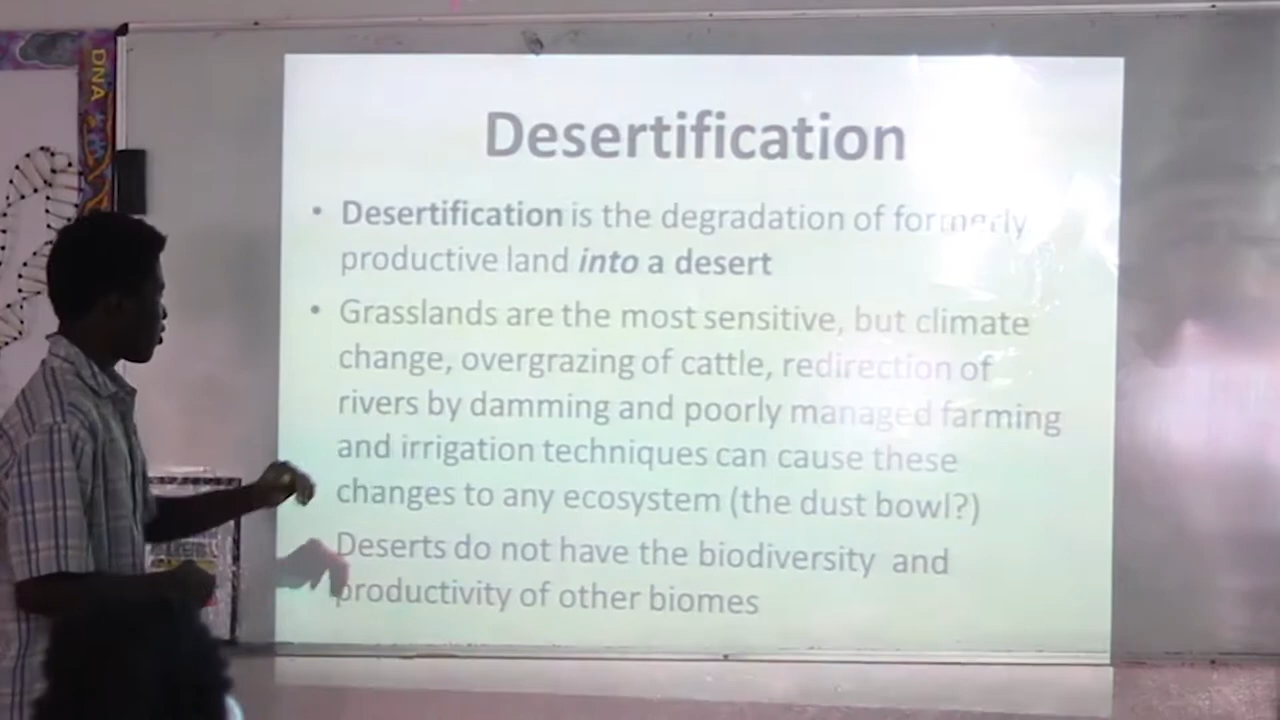 DNA
Desertification
• Desertification is the degradation of formerly
productive land into a desert
• Grasslands are the most sensitive, but climate
change, overgrazing of cattle, redirection of
rivers by damming and poorly managed farming
and irrigation techniques can cause these
changes to any ecosystem (the dust bowl?)
Deserts do not have the biodiversity and
productivity of other biomes